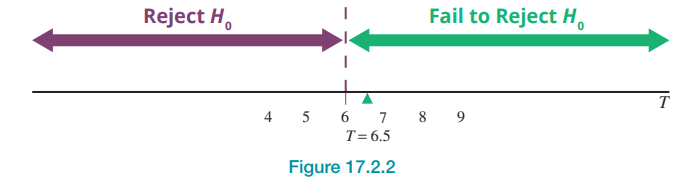 Reject H₀ Fail to Reject H₀
T
4 5 6 7 8 9
T = 6.5
Figure 17.2.2